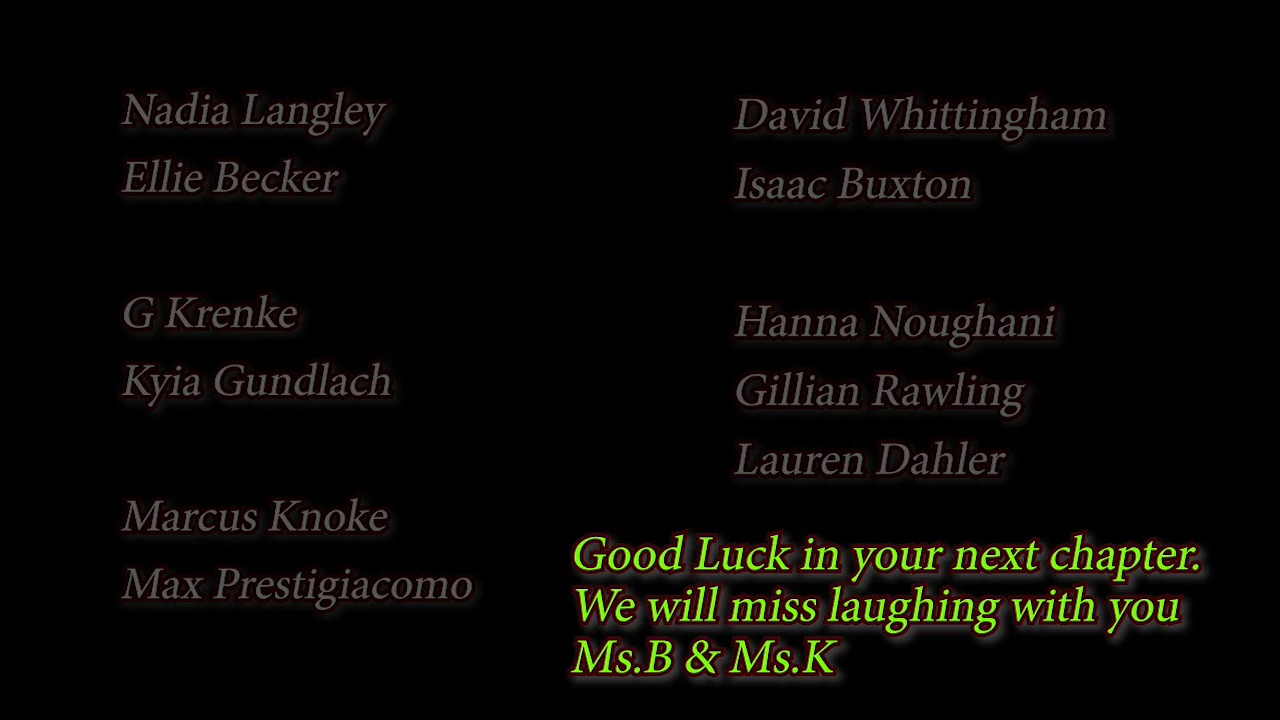 Nadia Langley
Ellie Becker
G Krenke
Kyia Gundlach
Marcus Knoke
Max Prestigiacomo
David Whittingham
Isaac Buxton
Hanna Noughani
Gillian Rawling
Lauren Dahler
Good Luck in your next chapter.
We will miss laughing with you
Ms.B & Ms.K